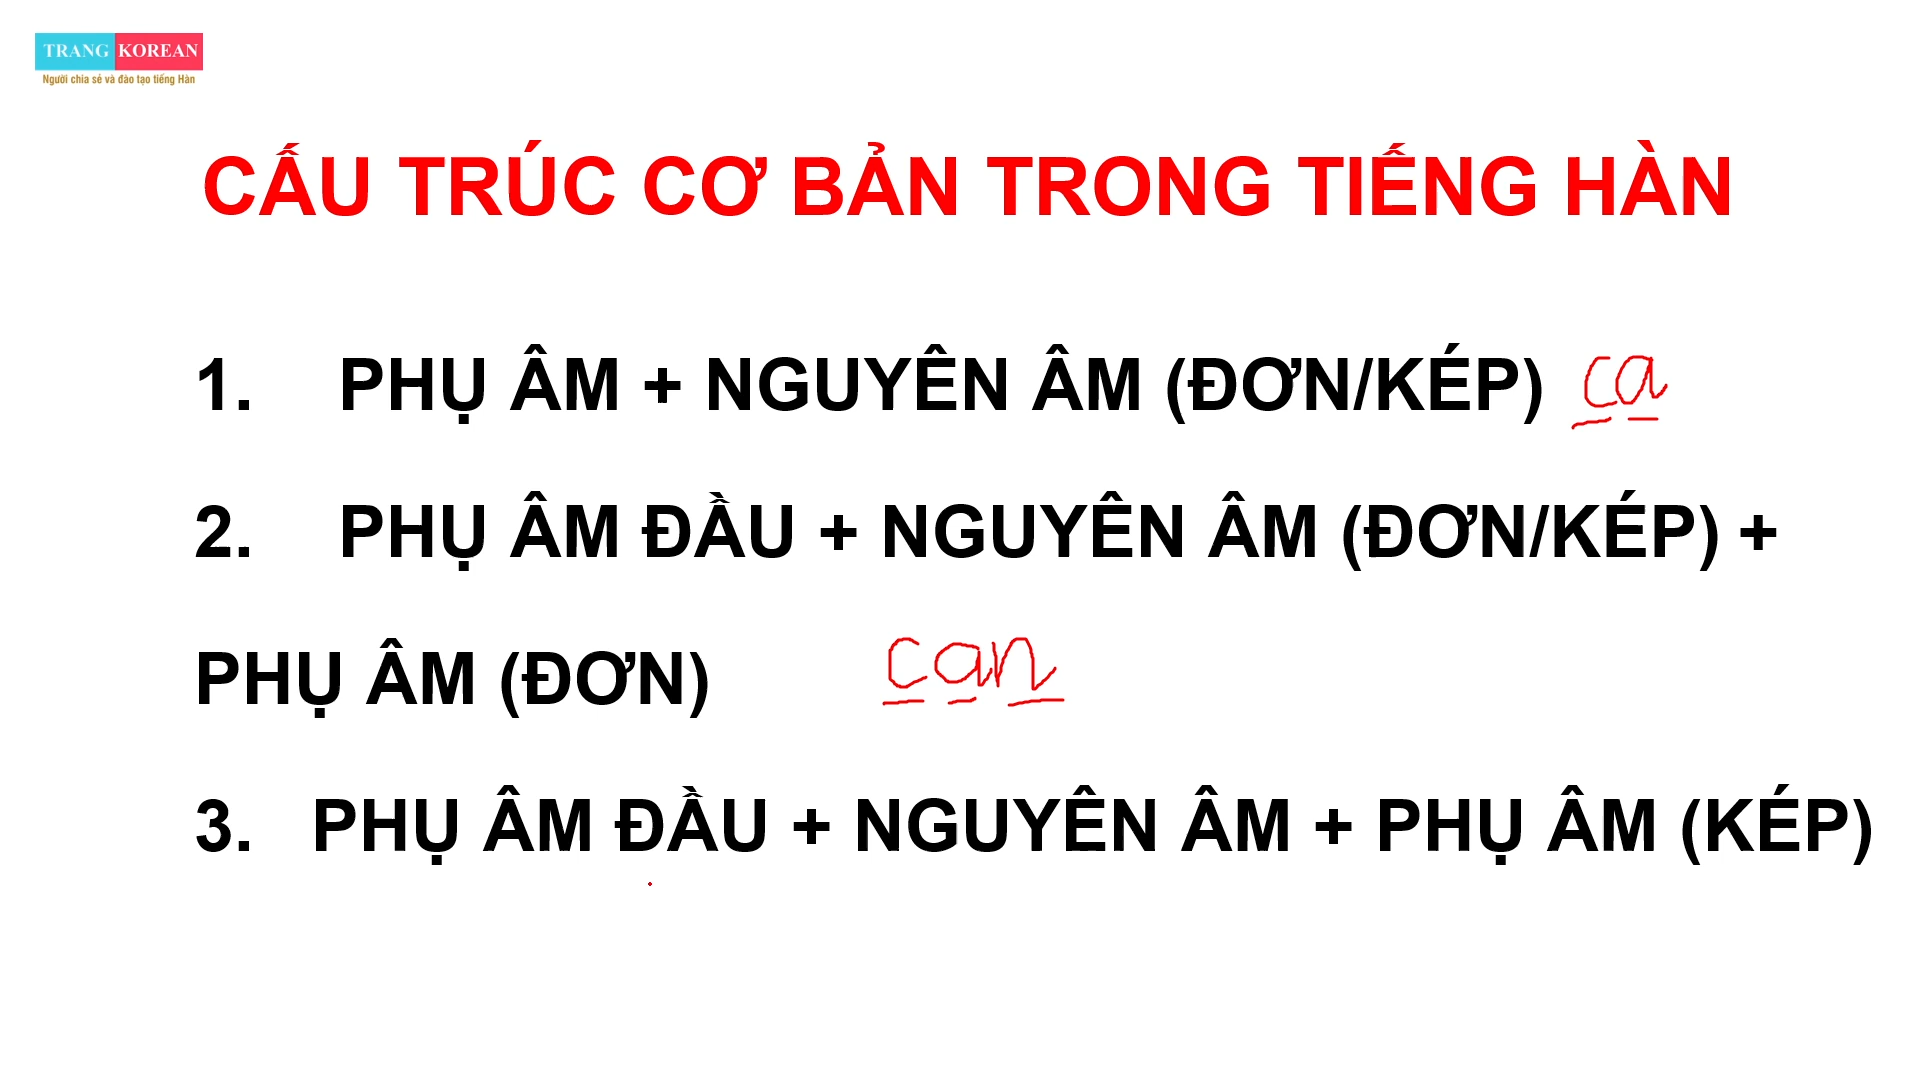 TRANG KOREAN
Người chia sẻ và đào tạo tiếng Hàn
CẤU TRÚC CƠ BẢN TRONG TIẾNG HÀN
1. PHỤ ÂM + NGUYÊN ÂM (ĐƠN/KÉP) ca
2. PHỤ ÂM ĐẦU + NGUYÊN ÂM (ĐƠN/KÉP) +
PHỤ ÂM (ĐƠN) can
3. PHỤ ÂM ĐẦU + NGUYÊN ÂM + PHỤ ÂM (KÉP)